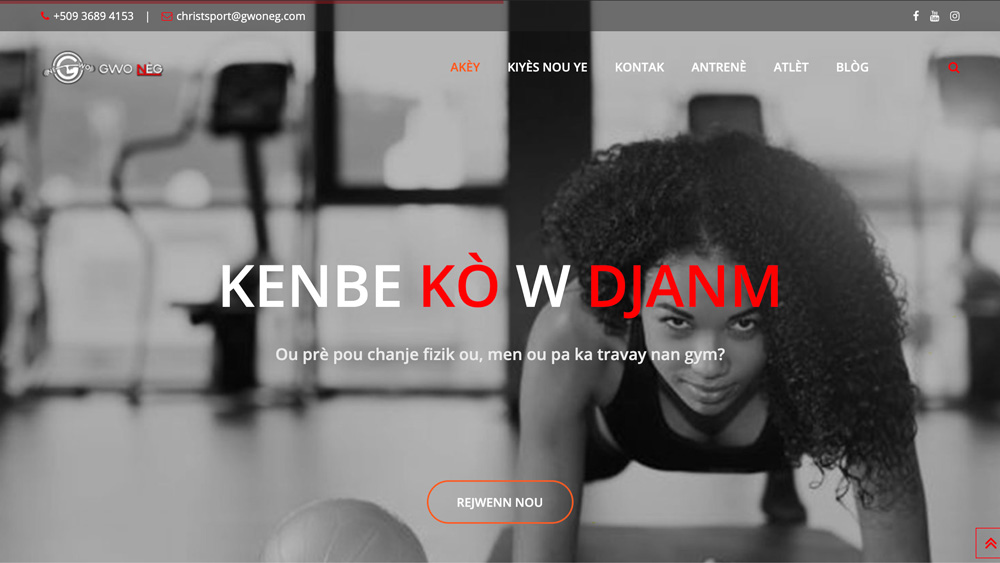 +509 3689 4153 | christsport@gwoneg.com
GWO NÈG
AKÈY KIYÈS NOU YE KONTAK ANTRENÈ ATLÈT BLÒG
KENBE KÒ W DJANM
Ou prè pou chanje fizik ou, men ou pa ka travay nan gym?
REJWENN NOU